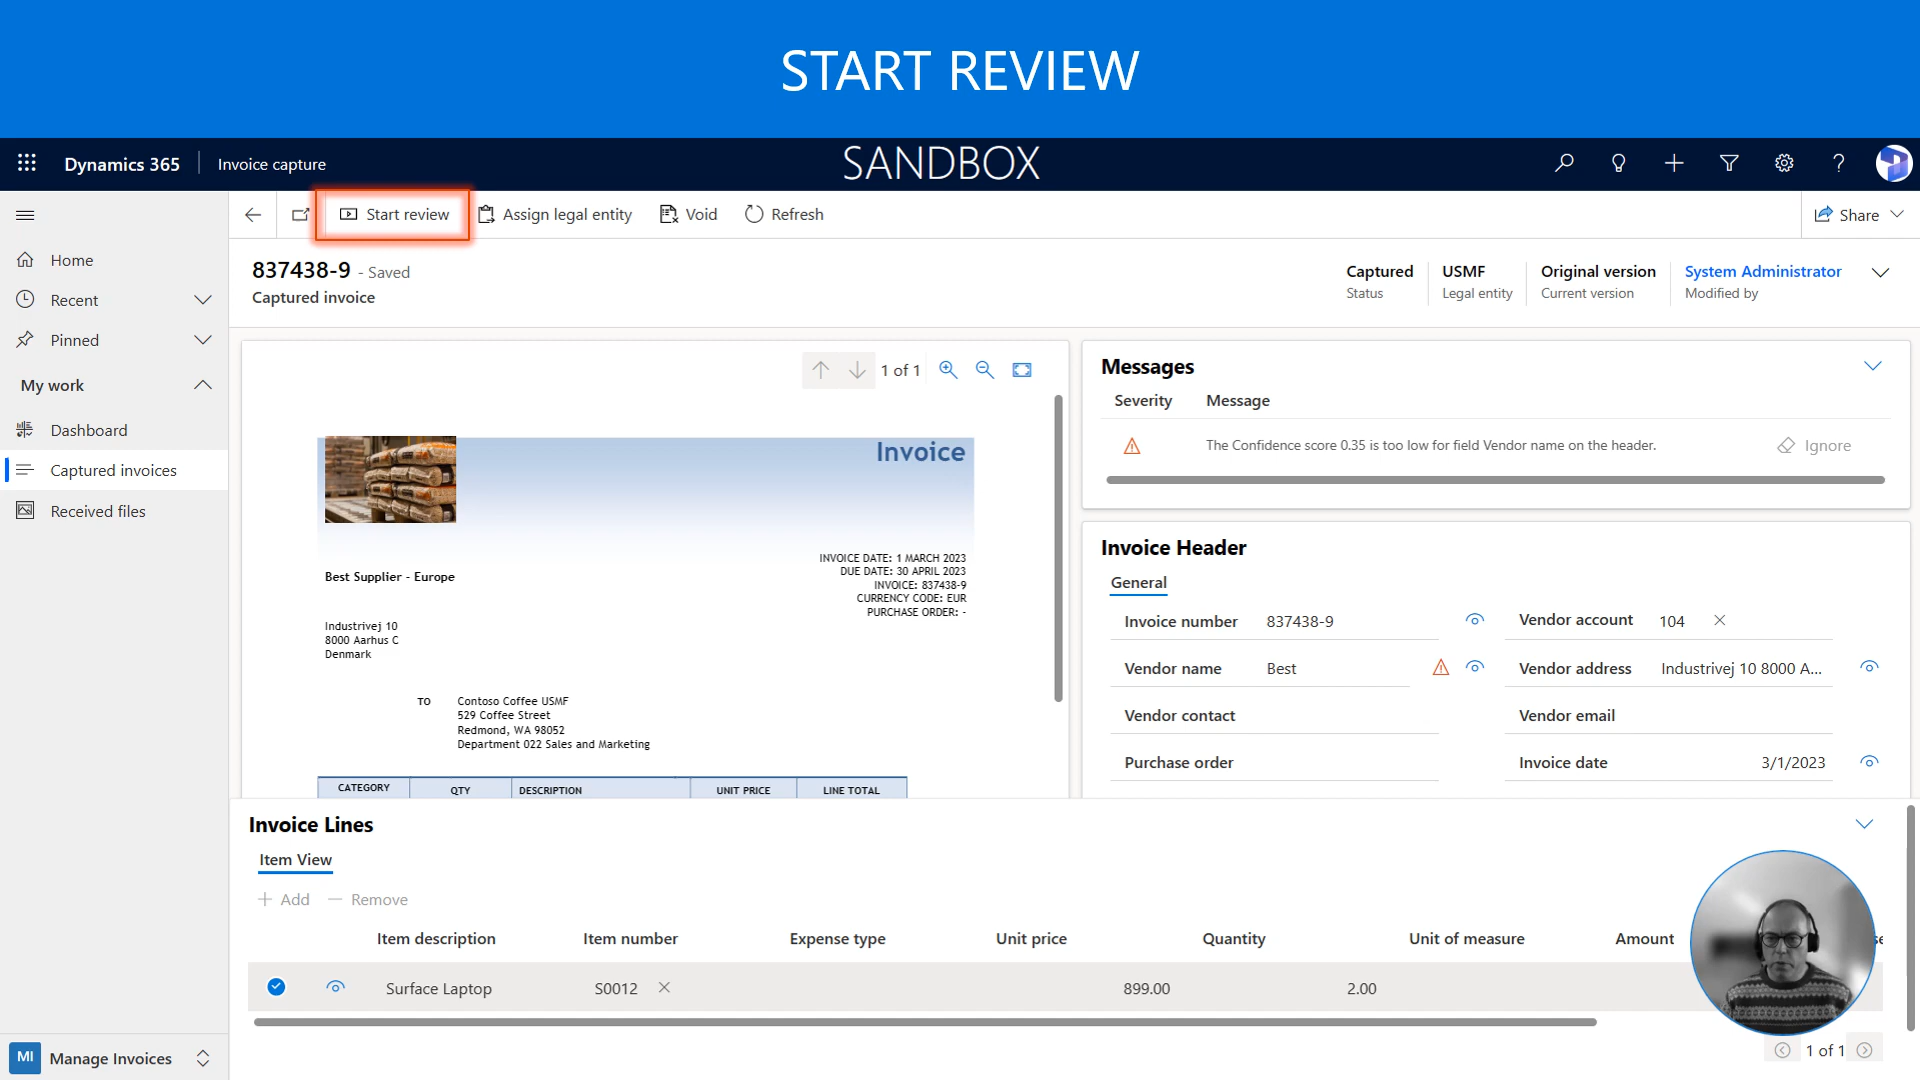 START REVIEW
Dynamics 365 Invoice capture
SANDBOX
Start review
Assign legal entity
Void
Refresh
Share
Home
Recent
Pinned
My work
Dashboard
Captured invoices
Received files
MI Manage Invoices
837438-9 - Saved
Captured invoice
Captured
Status
USMF
Legal entity
Original version
Current version
System Administrator
Modified by
1 of 1
Invoice
Best Supplier - Europe
INVOICE DATE: 1 MARCH 2023
DUE DATE: 30 APRIL 2023
INVOICE: 837438-9
CURRENCY CODE: EUR
PURCHASE ORDER: -
Industrivej 10
8000 Aarhus C
Denmark
TO Contoso Coffee USMF
529 Coffee Street
Redmond, WA 98052
Department 022 Sales and Marketing
CATEGORY QTY DESCRIPTION UNIT PRICE LINE TOTAL
Messages
Severity Message
The Confidence score 0.35 is too low for field Vendor name on the header. Ignore
Invoice Header
General
Invoice number 837438-9 Vendor account 104
Vendor name Best Vendor address Industrivej 10 8000 A...
Vendor contact Vendor email
Purchase order Invoice date 3/1/2023
Invoice Lines
Item View
Add Remove
Item description Item number Expense type Unit price Quantity Unit of measure Amount
Surface Laptop S0012 899.00 2.00
1 of 1